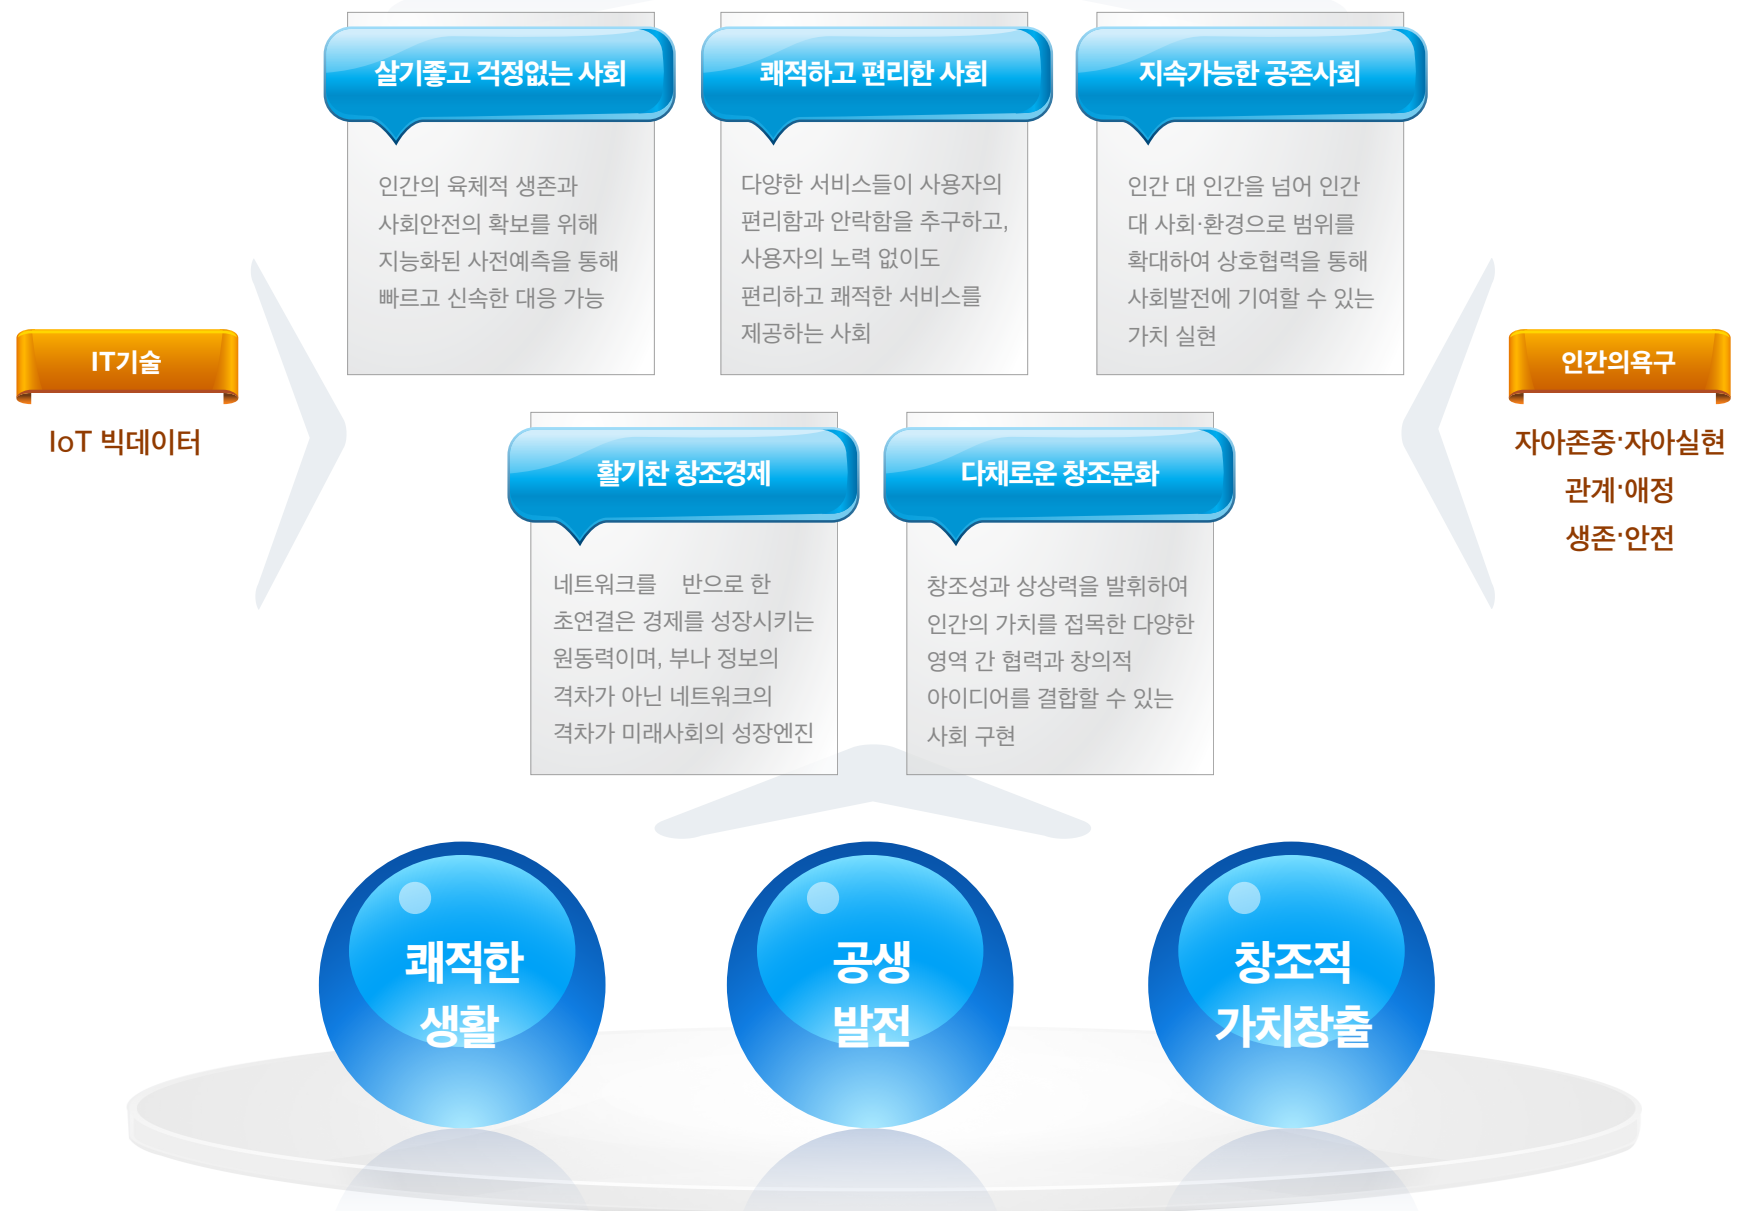 살기좋고 걱정없는 사회
인간의 육체적 생존과
사회안전의 확보를 위해
지능화된 사전예측을 통해
빠르고 신속한 대응 가능
쾌적하고 편리한 사회
다양한 서비스들이 사용자의
편리함과 안락함을 추구하고,
사용자의 노력 없이도
편리하고 쾌적한 서비스를
제공하는 사회
지속가능한 공존사회
인간 대 인간을 넘어 인간
대 사회·환경으로 범위를
확대하여 상호협력을 통해
사회발전에 기여할 수 있는
가치 실현
IT기술
IoT 빅데이터
인간의욕구
자아존중·자아실현
관계·애정
생존·안전
활기찬 창조경제
네트워크를 반으로 한
초연결은 경제를 성장시키는
원동력이며, 부나 정보의
격차가 아닌 네트워크의
격차가 미래사회의 성장엔진
다채로운 창조문화
창조성과 상상력을 발휘하여
인간의 가치를 접목한 다양한
영역 간 협력과 창의적
아이디어를 결합할 수 있는
사회 구현
쾌적한
생활
공생
발전
창조적
가치창출